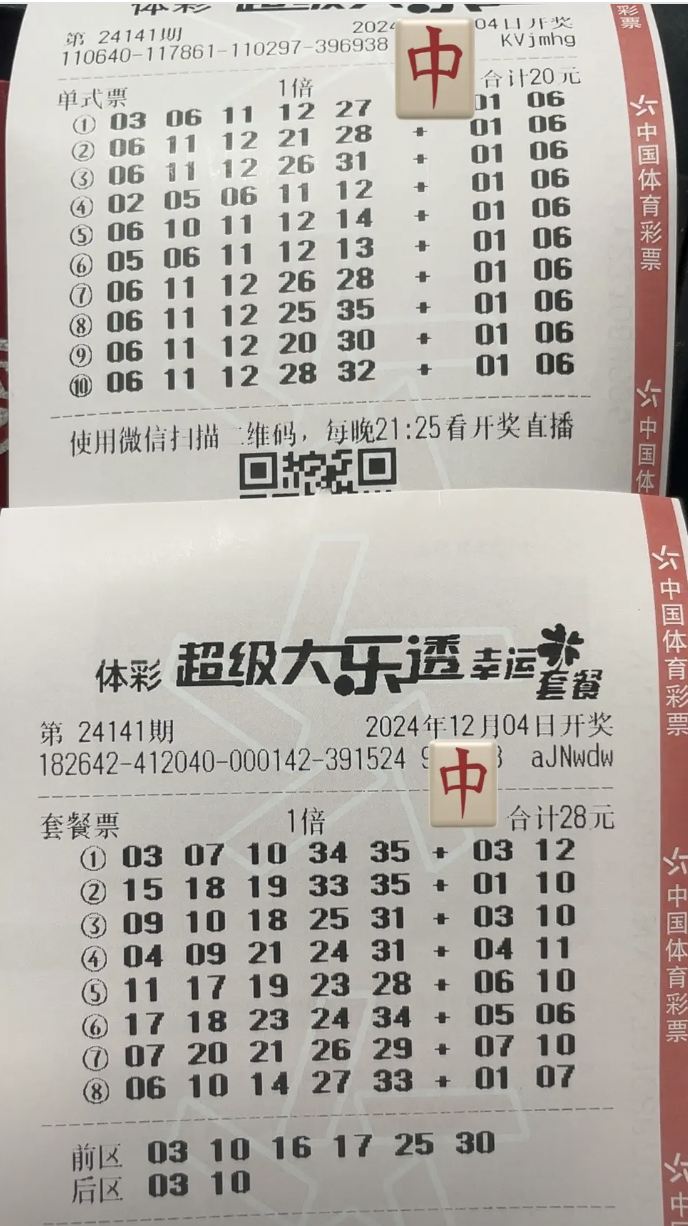 体彩 超级大乐透
第 24141期 2024 04日开奖
110640-117861-110297-396938 KVjmhg
中
单式票 1倍 合计20元
① 03 06 11 12 27 01 06
② 06 11 12 21 28 + 01 06
③ 06 11 12 26 31 + 01 06
④ 02 05 06 11 12 + 01 06
⑤ 06 10 11 12 14 + 01 06
⑥ 05 06 11 12 13 + 01 06
⑦ 06 11 12 26 28 + 01 06
⑧ 06 11 12 25 35 + 01 06
⑨ 06 11 12 20 30 + 01 06
⑩ 06 11 12 28 32 + 01 06
使用微信扫描二维码，每晚21:25看开奖直播
彩票
中国体育彩票
中国体
体彩 超级大乐透 幸运套餐
第 24141期 2024年12月04日开奖
182642-412040-000142-391524 9 8 aJNwdw
中
套餐票 1倍 合计28元
① 03 07 10 34 35 + 03 12
② 15 18 19 33 35 + 01 10
③ 09 10 18 25 31 + 03 10
④ 04 09 21 24 31 + 04 11
⑤ 11 17 19 23 28 + 06 10
⑥ 17 18 23 24 34 + 05 06
⑦ 07 20 21 26 29 + 07 10
⑧ 06 10 14 27 33 + 01 07
前区 03 10 16 17 25 30
后区 03 10
中国体育彩票
中国体育彩票
中